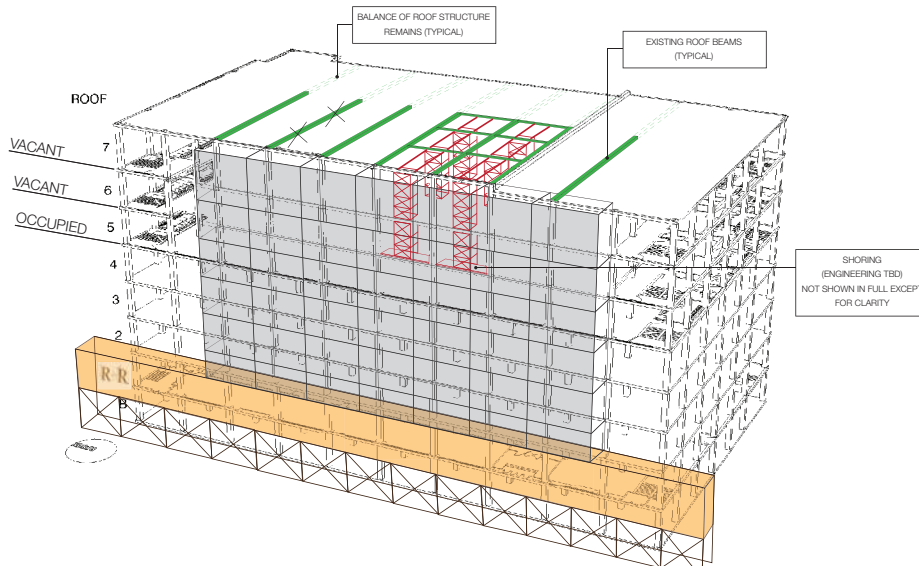 BALANCE OF ROOF STRUCTURE
REMAINS (TYPICAL)
EXISTING ROOF BEAMS
(TYPICAL)
ROOF
7
VACANT
6
VACANT
5
OCCUPIED
4
SHORING
(ENGINEERING TBD)
NOT SHOWN IN FULL EXCEPT
FOR CLARITY
3
2
R R
B